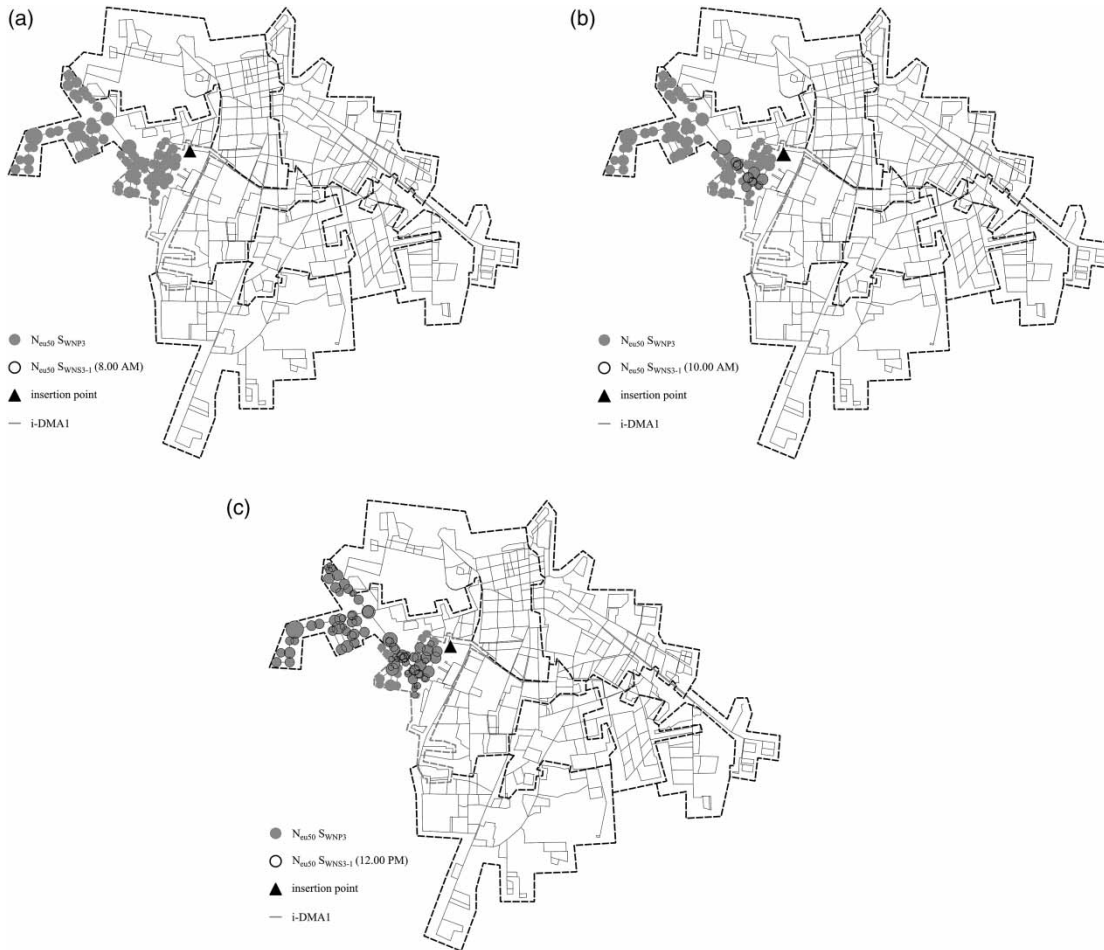 (a)
(b)
N_eu50 S_WNP3
N_eu50 S_WNS3-1 (8.00 AM)
insertion point
i-DMA1
N_eu50 S_WNP3
N_eu50 S_WNS3-1 (10.00 AM)
insertion point
i-DMA1
(c)
N_eu50 S_WNP3
N_eu50 S_WNS3-1 (12.00 PM)
insertion point
i-DMA1